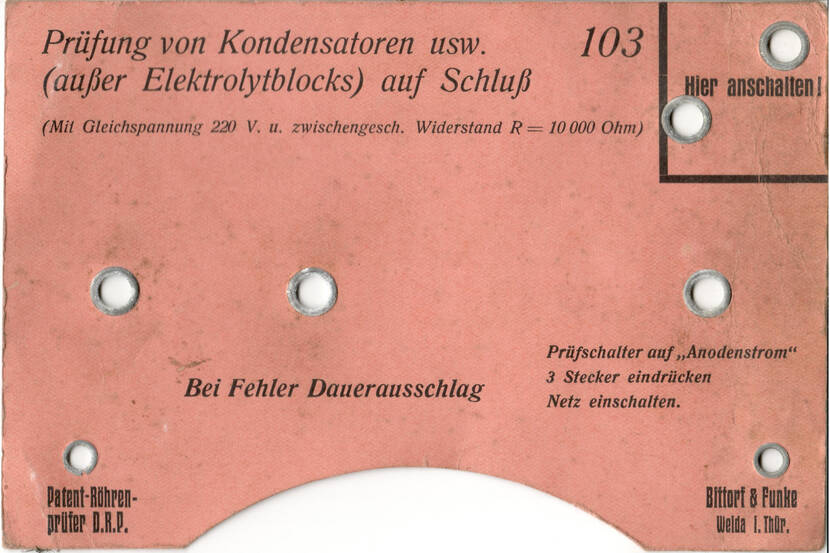 Prüfung von Kondensatoren usw. 103
(außer Elektrolytblocks) auf Schluß
Hier anschalten!
(Mit Gleichspannung 220 V. u. zwischengesch. Widerstand R = 10 000 Ohm)
Prüfschalter auf „Anodenstrom“
3 Stecker eindrücken
Netz einschalten.
Bei Fehler Dauerausschlag
Patent-Röhren-
prüfer D.R.P.
Bittorf & Funke
Weida i. Thür.